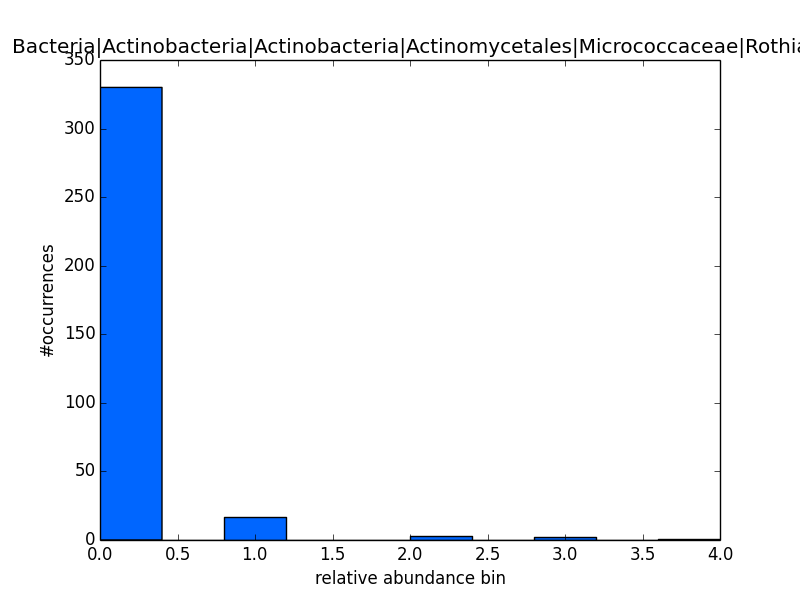 Bacteria|Actinobacteria|Actinobacteria|Actinomycetales|Micrococcaceae|Rothia
350
300
250
200
150
100
50
0
#occurrences
0.0 0.5 1.0 1.5 2.0 2.5 3.0 3.5 4.0
relative abundance bin